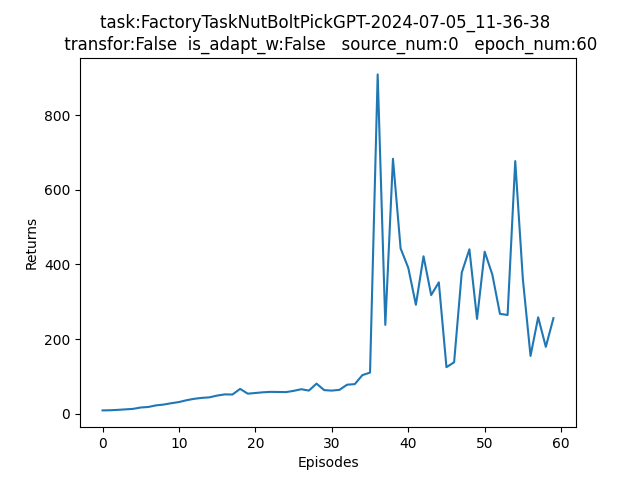 task:FactoryTaskNutBoltPickGPT-2024-07-05_11-36-38
transfor:False  is_adapt_w:False   source_num:0   epoch_num:60
800
600
400
200
0
Returns
0 10 20 30 40 50 60
Episodes